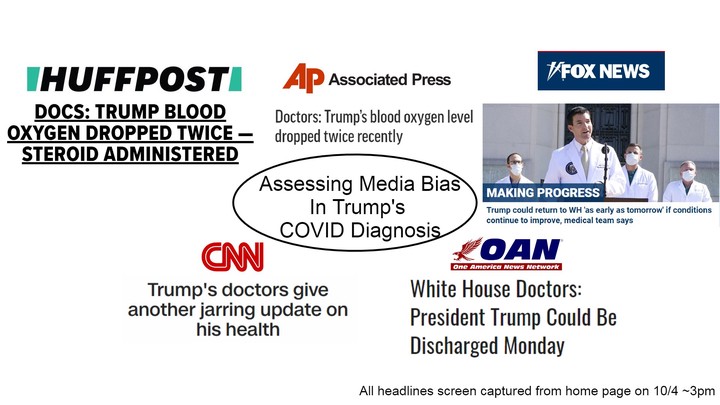 HUFFPOST
DOCS: TRUMP BLOOD
OXYGEN DROPPED TWICE —
STEROID ADMINISTERED
AP Associated Press
Doctors: Trump's blood oxygen level
dropped twice recently
FOX NEWS
MAKING PROGRESS
Trump could return to WH 'as early as tomorrow' if conditions
continue to improve, medical team says
Assessing Media Bias
In Trump's
COVID Diagnosis
CNN
Trump's doctors give
another jarring update on
his health
OAN
One America News Network
White House Doctors:
President Trump Could Be
Discharged Monday
All headlines screen captured from home page on 10/4 ~3pm